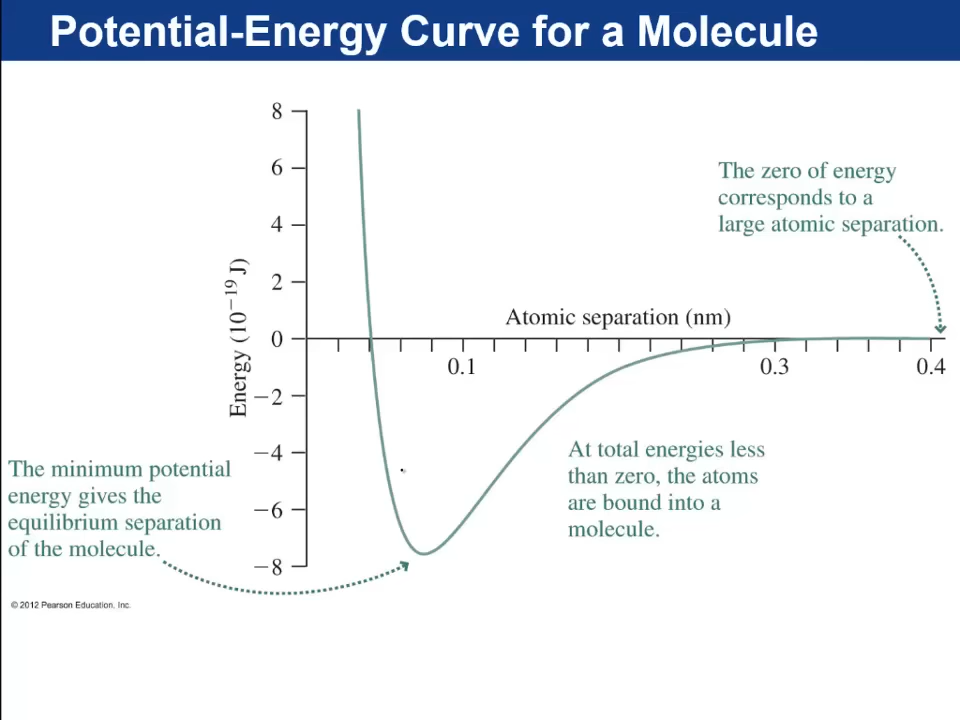 Potential-Energy Curve for a Molecule
8
6
4
2
0
−2
−4
−6
−8
Energy (10⁻¹⁹ J)
Atomic separation (nm)
0.1
0.3
0.4
The zero of energy
corresponds to a
large atomic separation.
At total energies less
than zero, the atoms
are bound into a
molecule.
The minimum potential
energy gives the
equilibrium separation
of the molecule.
© 2012 Pearson Education, Inc.